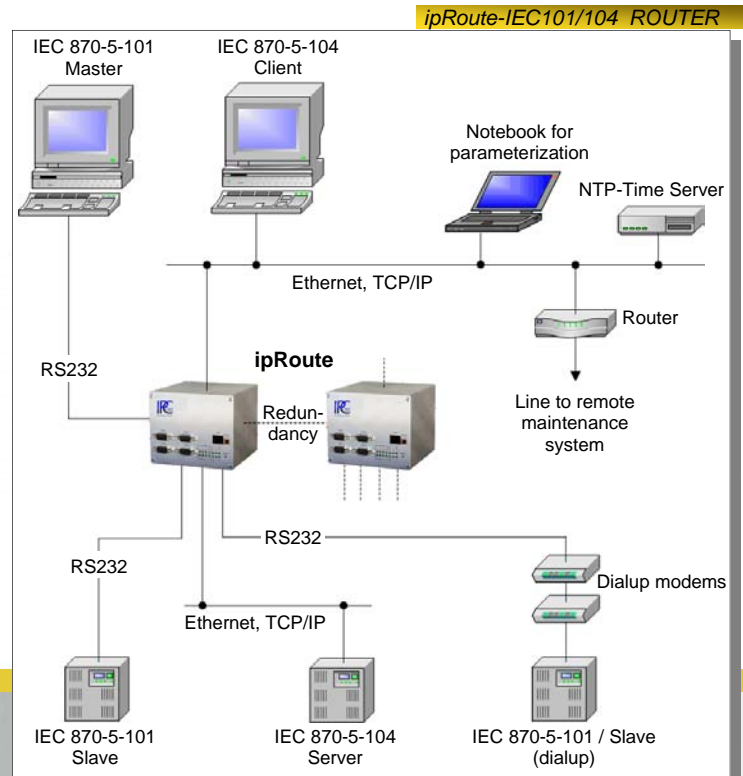 ipRoute-IEC101/104 ROUTER
IEC 870-5-101
Master
IEC 870-5-104
Client
Notebook for
parameterization
NTP-Time Server
Ethernet, TCP/IP
Router
RS232
ipRoute
Redun-
dancy
Line to remote
maintenance
system
IPC
IPC
RS232
RS232
Dialup modems
Ethernet, TCP/IP
IEC 870-5-101
Slave
IEC 870-5-104
Server
IEC 870-5-101 / Slave
(dialup)